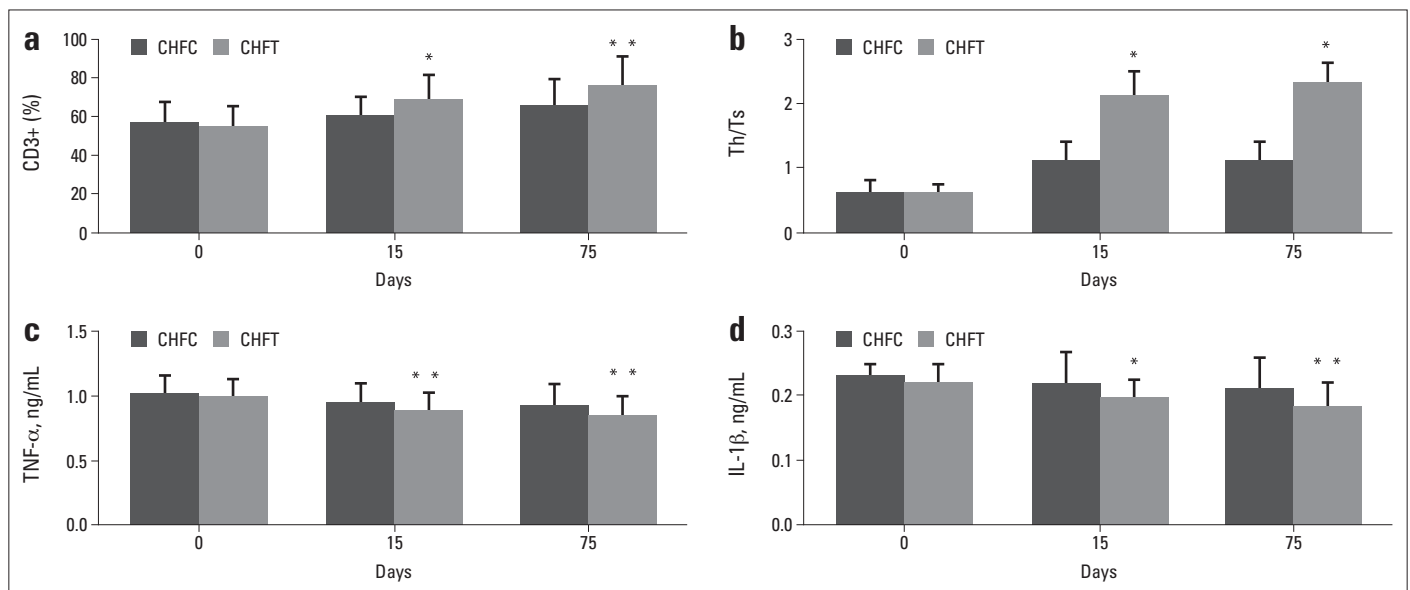 a
CHFC CHFT
CD3+ (%)
100
80
60
40
20
0
* * *
0 15 75
Days
b
CHFC CHFT
Th/Ts
3
2
1
0
* *
0 15 75
Days
c
CHFC CHFT
TNF-α, ng/mL
1.5
1.0
0.5
0.0
* * * *
0 15 75
Days
d
CHFC CHFT
IL-1β, ng/mL
0.3
0.2
0.1
0.0
* * *
0 15 75
Days